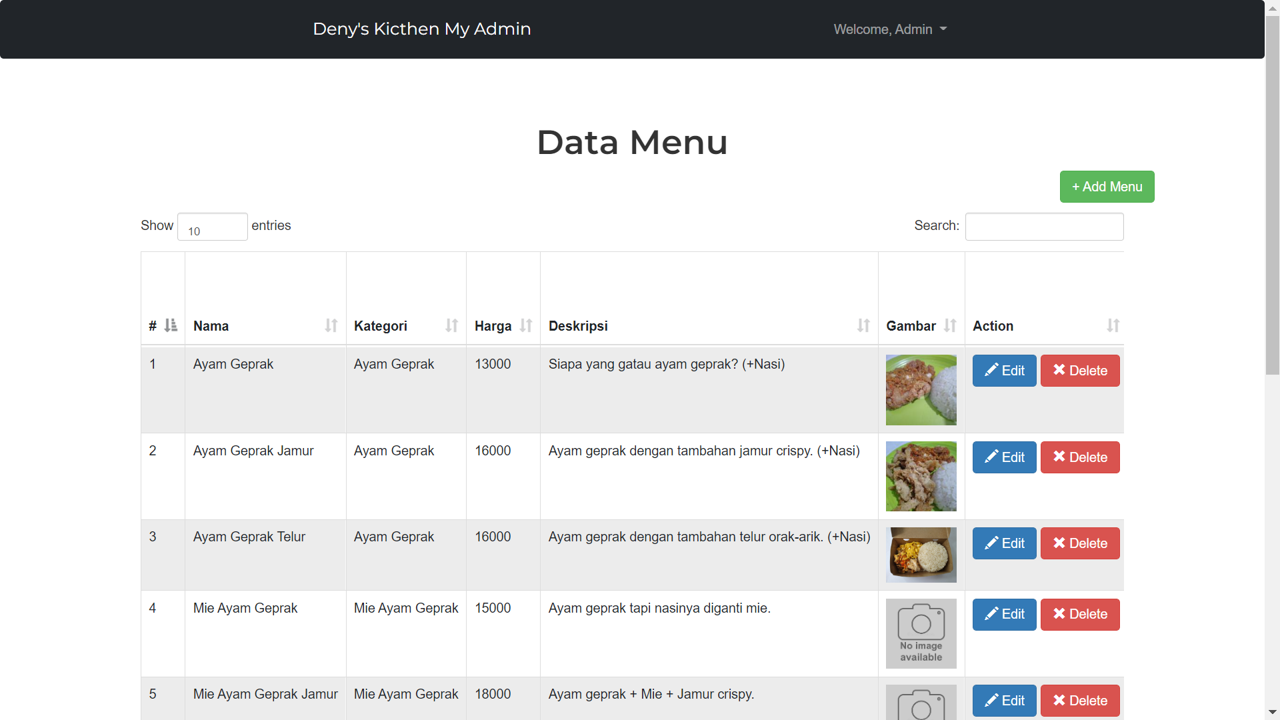 Deny's Kicthen My Admin
Welcome, Admin
Data Menu
+ Add Menu
Show 10 entries
Search:
# Nama Kategori Harga Deskripsi Gambar Action
1 Ayam Geprak Ayam Geprak 13000 Siapa yang gatau ayam geprak? (+Nasi) Edit Delete
2 Ayam Geprak Jamur Ayam Geprak 16000 Ayam geprak dengan tambahan jamur crispy. (+Nasi) Edit Delete
3 Ayam Geprak Telur Ayam Geprak 16000 Ayam geprak dengan tambahan telur orak-arik. (+Nasi) Edit Delete
4 Mie Ayam Geprak Mie Ayam Geprak 15000 Ayam geprak tapi nasinya diganti mie. Edit Delete
No image
available
5 Mie Ayam Geprak Jamur Mie Ayam Geprak 18000 Ayam geprak + Mie + Jamur crispy. Edit Delete